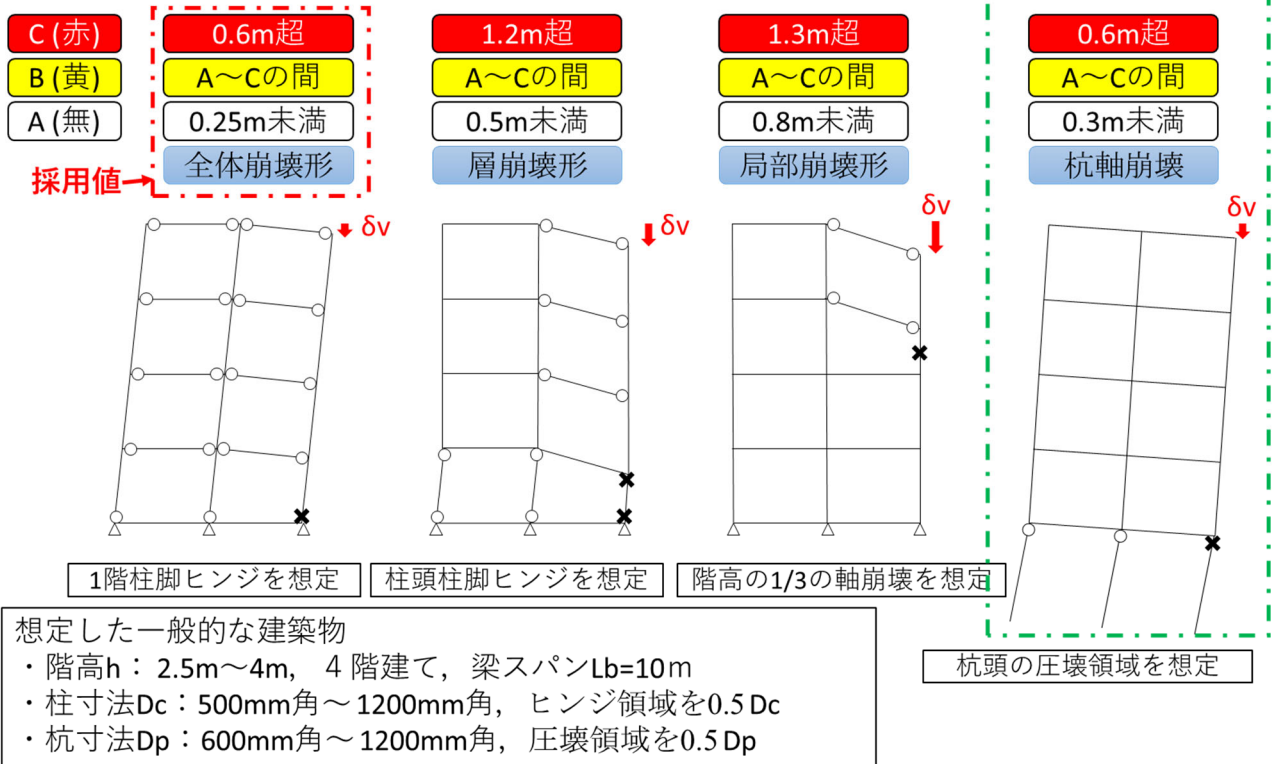 C (赤)
0.6m超
1.2m超
1.3m超
0.6m超
B (黄)
A～Cの間
A～Cの間
A～Cの間
A～Cの間
A (無)
0.25m未満
0.5m未満
0.8m未満
0.3m未満
採用値
全体崩壊形
層崩壊形
局部崩壊形
杭軸崩壊
δv
δv
δv
δv
1階柱脚ヒンジを想定
柱頭柱脚ヒンジを想定
階高の1/3の軸崩壊を想定
杭頭の圧壊領域を想定
想定した一般的な建築物
・階高h： 2.5m～4m, ４階建て, 梁スパンLb=10ｍ
・柱寸法Dc：500mm角～1200mm角, ヒンジ領域を0.5 Dc
・杭寸法Dp：600mm角～1200mm角, 圧壊領域を0.5 Dp